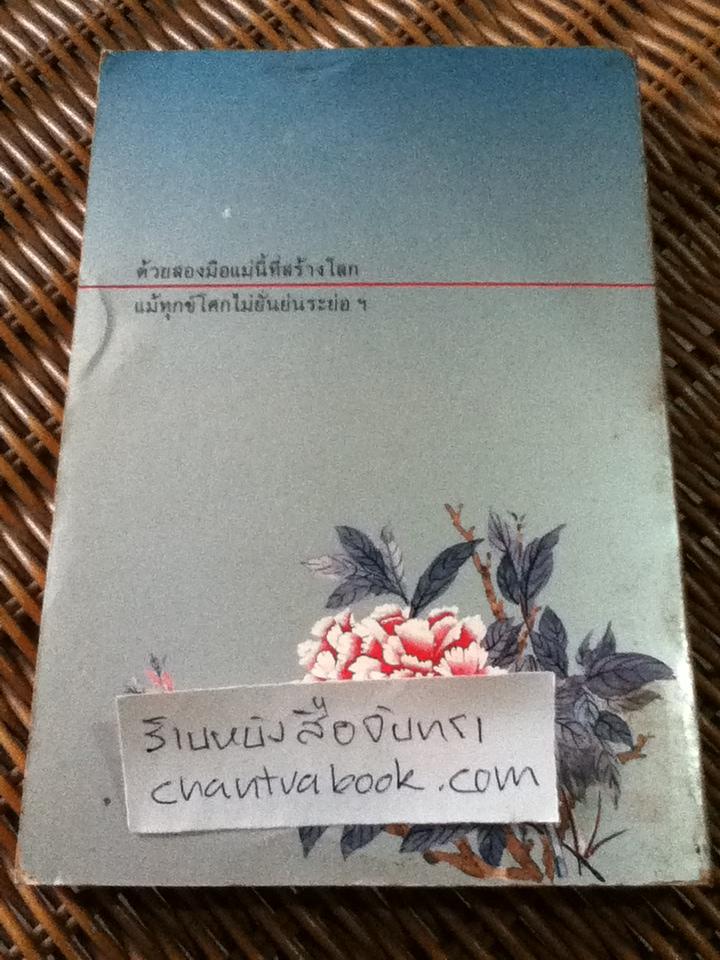 ด้วยสองมือแม่นี้ที่สร้างโลก
แม้ทุกข์โศกไม่ยั่นย่นระย่อ ฯ
ร้านหนังสือจันทรา
chantrabook.com